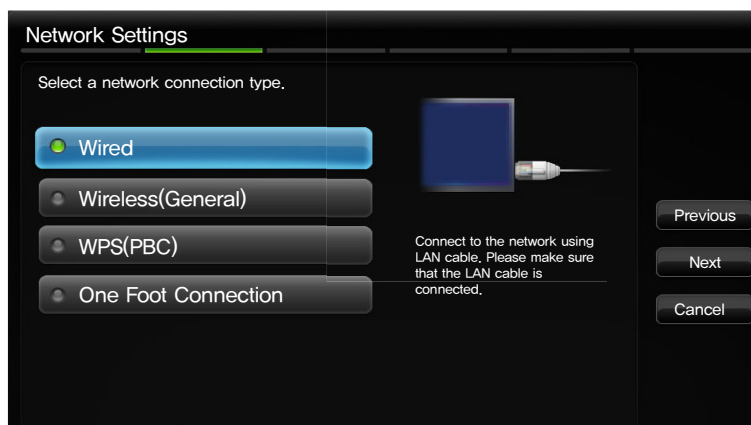 Network Settings
Select a network connection type.
Wired
Wireless(General)
WPS(PBC)
One Foot Connection
Connect to the network using
LAN cable. Please make sure
that the LAN cable is
connected.
Previous
Next
Cancel